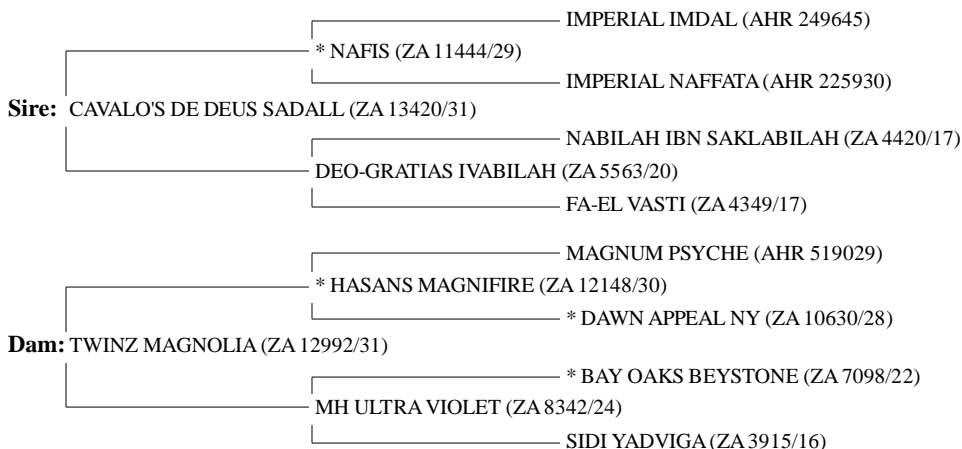 IMPERIAL IMDAL (AHR 249645)
* NAFIS (ZA 11444/29)
IMPERIAL NAFFATA (AHR 225930)
Sire: CAVALO'S DE DEUS SADALL (ZA 13420/31)
NABILAH IBN SAKLABILAH (ZA 4420/17)
DEO-GRATIAS IVABILAH (ZA 5563/20)
FA-EL VASTI (ZA 4349/17)
MAGNUM PSYCHE (AHR 519029)
* HASANS MAGNIFIRE (ZA 12148/30)
* DAWN APPEAL NY (ZA 10630/28)
Dam: TWINZ MAGNOLIA (ZA 12992/31)
* BAY OAKS BEYSTONE (ZA 7098/22)
MH ULTRA VIOLET (ZA 8342/24)
SIDI YADVIGA (ZA 3915/16)